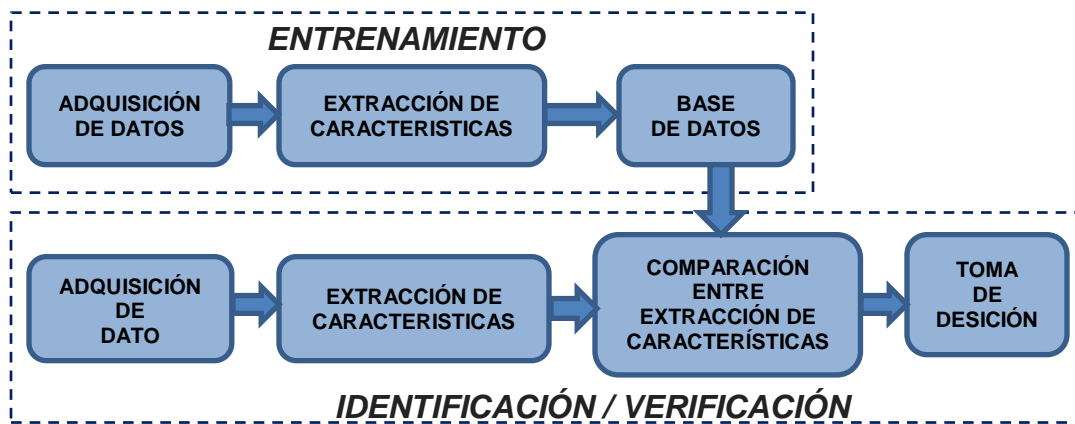 ENTRENAMIENTO
ADQUISICIÓN
DE DATOS
EXTRACCIÓN DE
CARACTERISTICAS
BASE
DE DATOS
ADQUISICIÓN
DE
DATO
EXTRACCIÓN DE
CARACTERISTICAS
COMPARACIÓN
ENTRE
EXTRACCIÓN DE
CARACTERÍSTICAS
TOMA
DE
DESICIÓN
IDENTIFICACIÓN / VERIFICACIÓN